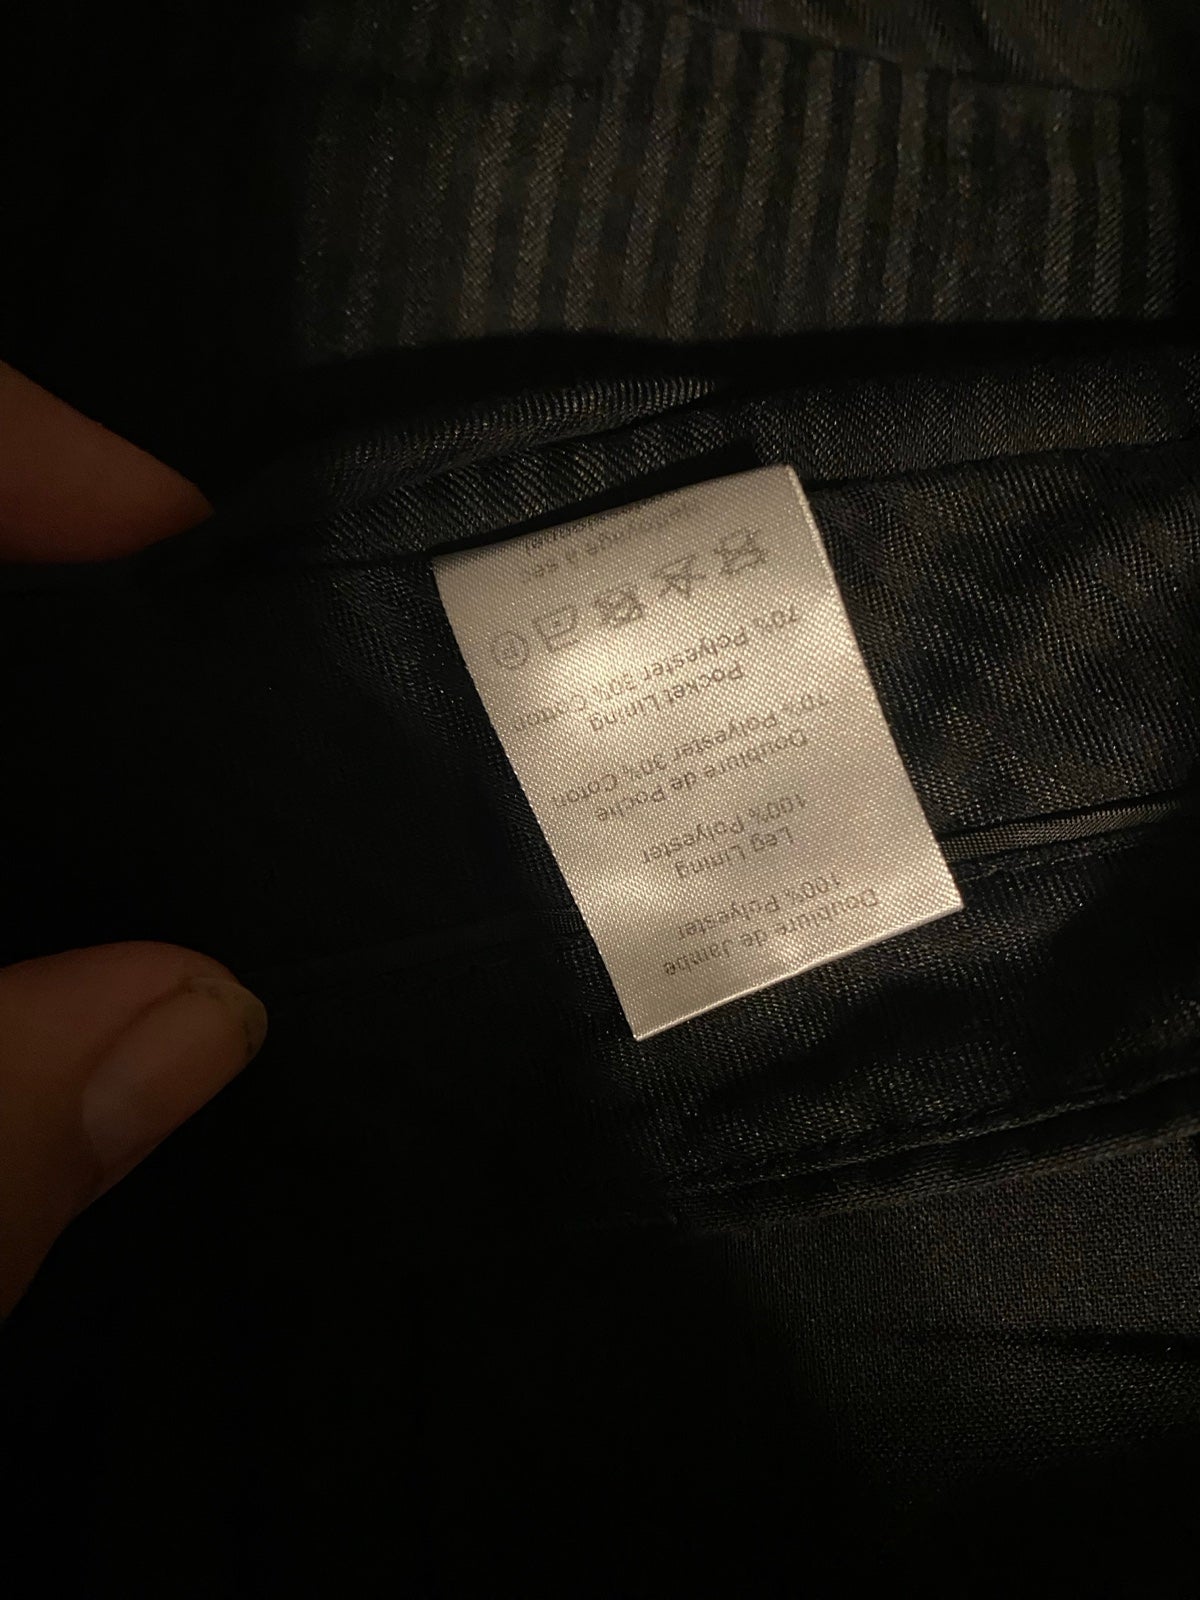 Doublure de Jambe
100% Polyester
Leg Lining
100% Polyester
Doublure de Poche
70% Polyester 30% Coton
Pocket Lining
70% Polyester 30% Cotton
P
à sec